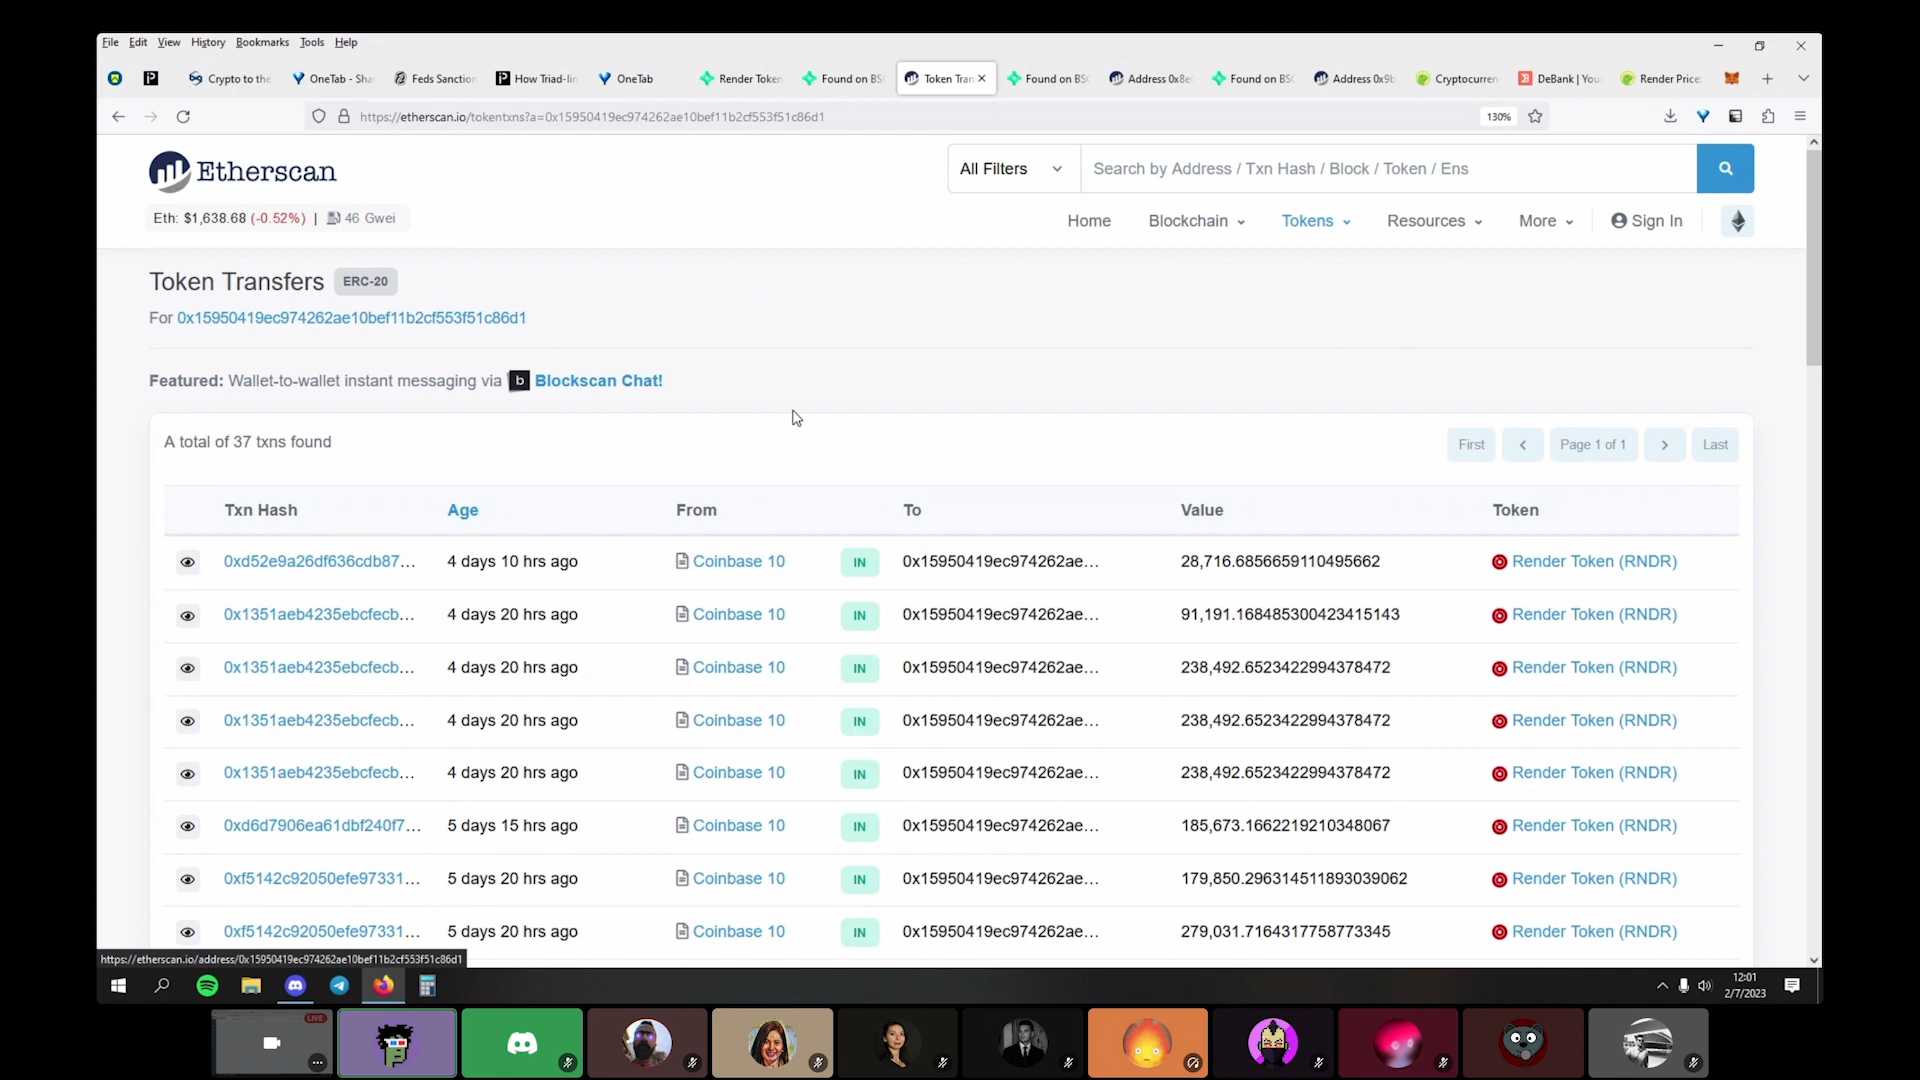 File Edit View History Bookmarks Tools Help
Crypto to the
OneTab - Sha
Feds Sanction
How Triad-lin
OneTab
Render Token
Found on BSC
Token Tran
Found on BSC
Address 0x8e
Found on BSC
Address 0x9b
Cryptocurren
DeBank | You
Render Price
https://etherscan.io/tokentxns?a=0x15950419ec974262ae10bef11b2cf553f51c86d1
130%
Etherscan
All Filters
Search by Address / Txn Hash / Block / Token / Ens
Eth: $1,638.68 (-0.52%) | 46 Gwei
Home Blockchain Tokens Resources More Sign In
Token Transfers ERC-20
For 0x15950419ec974262ae10bef11b2cf553f51c86d1
Featured: Wallet-to-wallet instant messaging via b Blockscan Chat!
A total of 37 txns found
First Page 1 of 1 Last
Txn Hash Age From To Value Token
0xd52e9a26df636cdb87... 4 days 10 hrs ago Coinbase 10 IN 0x15950419ec974262ae... 28,716.6856659110495662 Render Token (RNDR)
0x1351aeb4235ebcfecb... 4 days 20 hrs ago Coinbase 10 IN 0x15950419ec974262ae... 91,191.168485300423415143 Render Token (RNDR)
0x1351aeb4235ebcfecb... 4 days 20 hrs ago Coinbase 10 IN 0x15950419ec974262ae... 238,492.6523422994378472 Render Token (RNDR)
0x1351aeb4235ebcfecb... 4 days 20 hrs ago Coinbase 10 IN 0x15950419ec974262ae... 238,492.6523422994378472 Render Token (RNDR)
0x1351aeb4235ebcfecb... 4 days 20 hrs ago Coinbase 10 IN 0x15950419ec974262ae... 238,492.6523422994378472 Render Token (RNDR)
0xd6d7906ea61dbf240f7... 5 days 15 hrs ago Coinbase 10 IN 0x15950419ec974262ae... 185,673.1662219210348067 Render Token (RNDR)
0xf5142c92050efe97331... 5 days 20 hrs ago Coinbase 10 IN 0x15950419ec974262ae... 179,850.296314511893039062 Render Token (RNDR)
0xf5142c92050efe97331... 5 days 20 hrs ago Coinbase 10 IN 0x15950419ec974262ae... 279,031.7164317758773345 Render Token (RNDR)
https://etherscan.io/address/0x15950419ec974262ae10bef11b2cf553f51c86d1
12:01
2/7/2023
LIVE